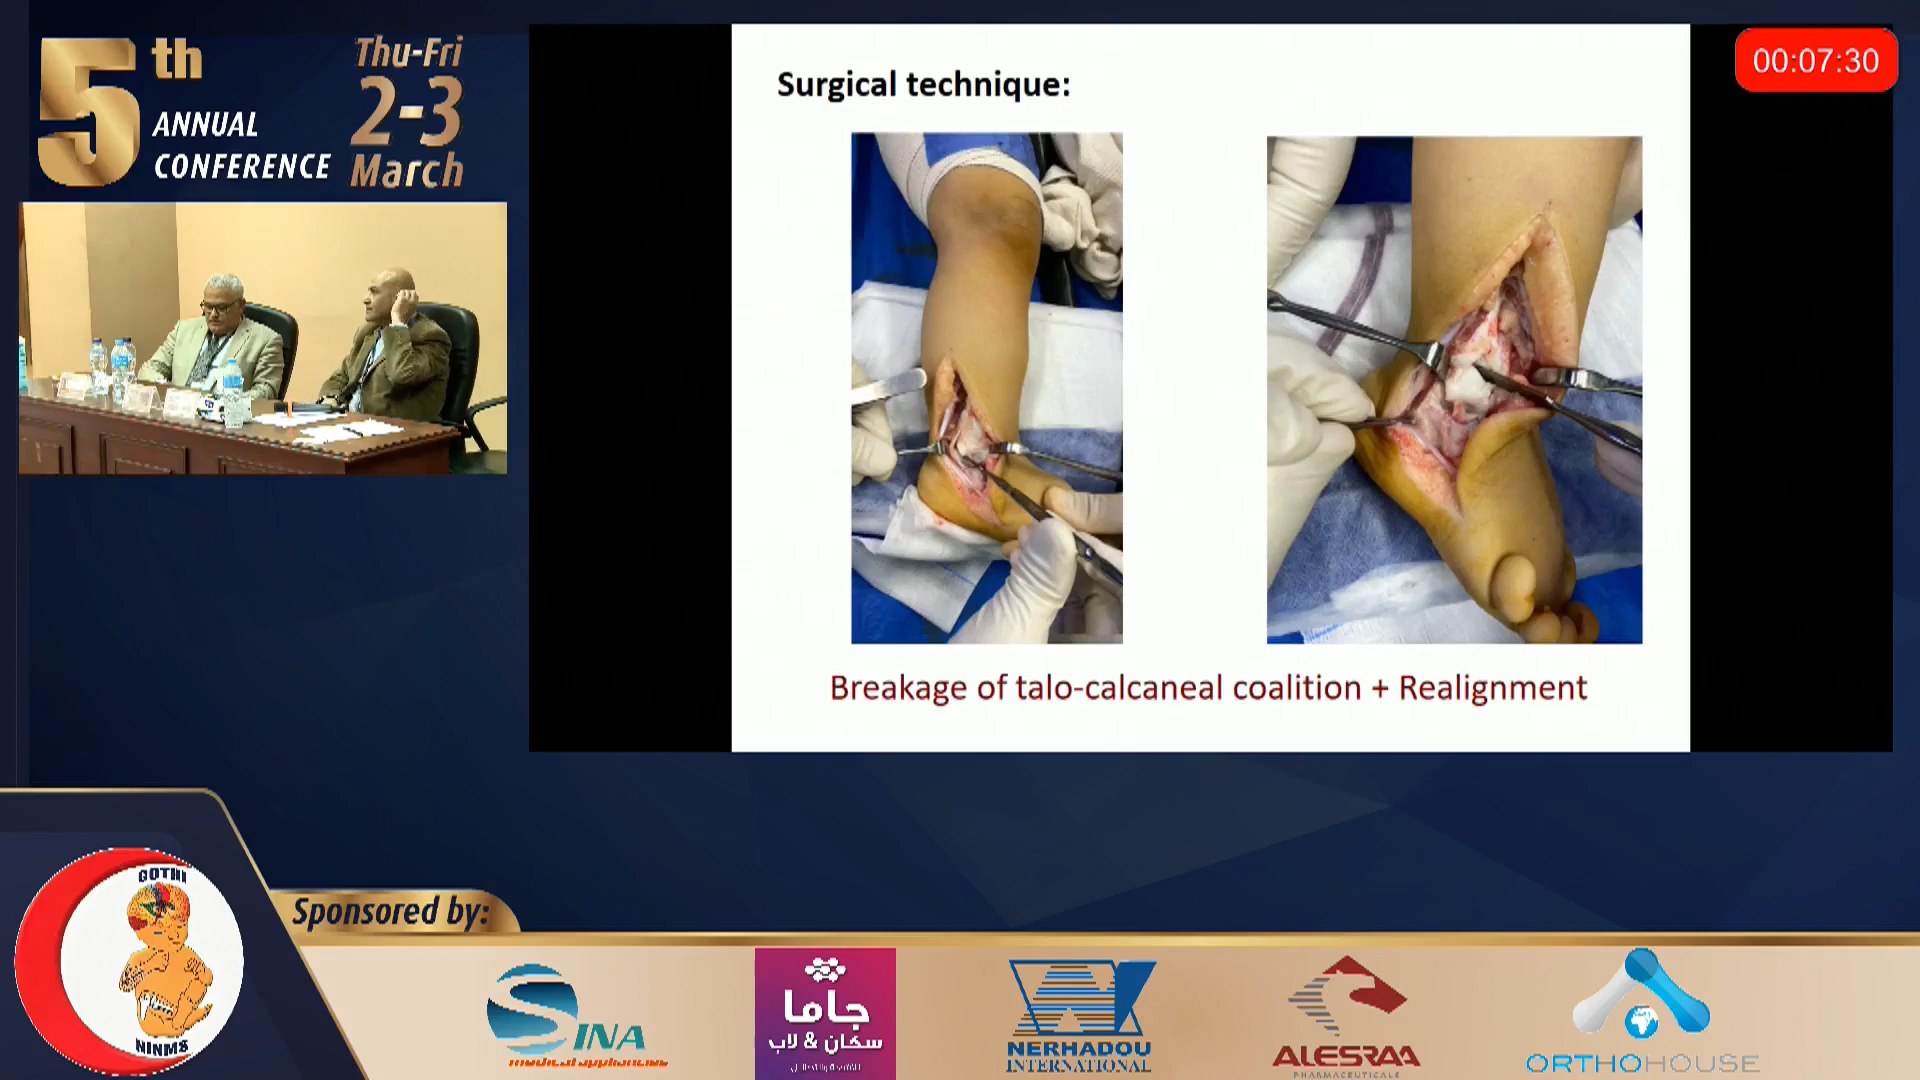 5th
ANNUAL
CONFERENCE
Thu-Fri
2-3
March
00:07:30
Surgical technique:
Breakage of talo-calcaneal coalition + Realignment
GOTHI
NINMS
Sponsored by:
SINA
medical appliances
جاما
سكان & لاب
NERHADOU
INTERNATIONAL
ALESRAA
PHARMACEUTICALS
ORTHOHOUSE